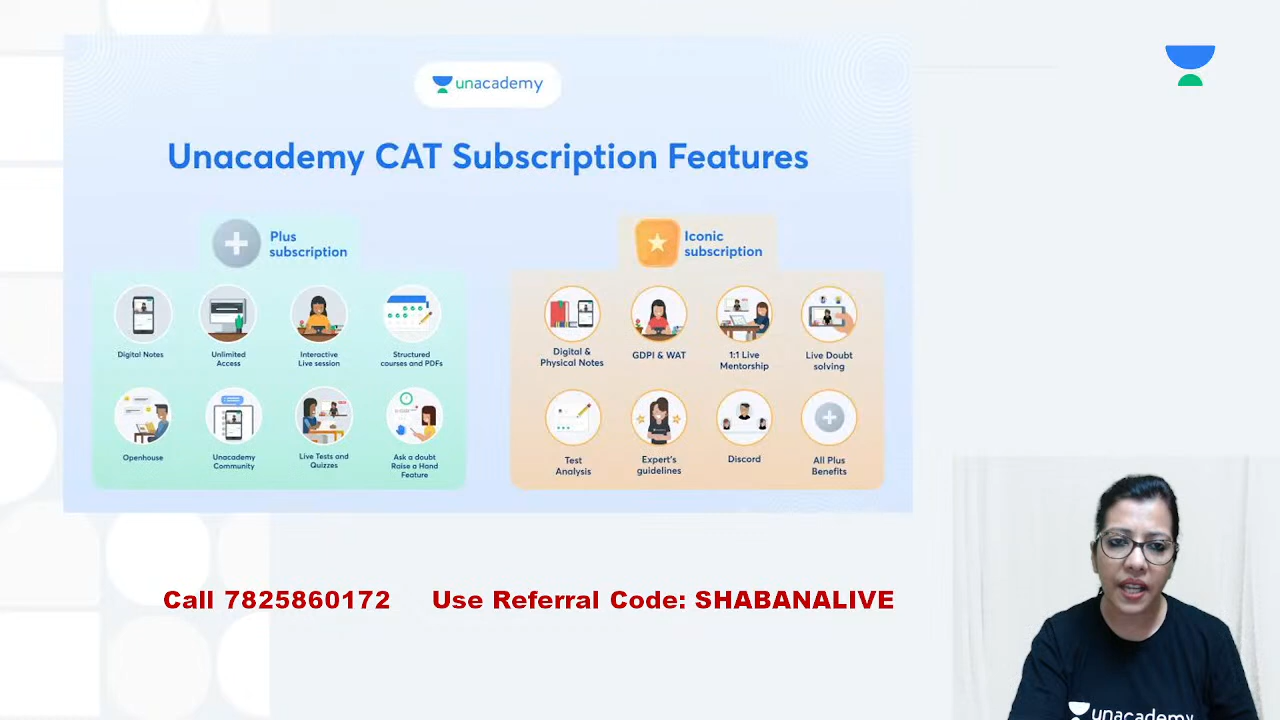 unacademy
Unacademy CAT Subscription Features
Plus
subscription
Digital Notes
Unlimited
Access
Interactive
Live session
Structured
courses and PDFs
Openhouse
Unacademy
Community
Live Tests and
Quizzes
Ask a doubt
Raise a Hand
Feature
Iconic
subscription
Digital &
Physical Notes
GDPI & WAT
1:1 Live
Mentorship
Live Doubt
solving
Test
Analysis
Expert's
guidelines
Discord
All Plus
Benefits
Call 7825860172 Use Referral Code: SHABANALIVE
unacademy